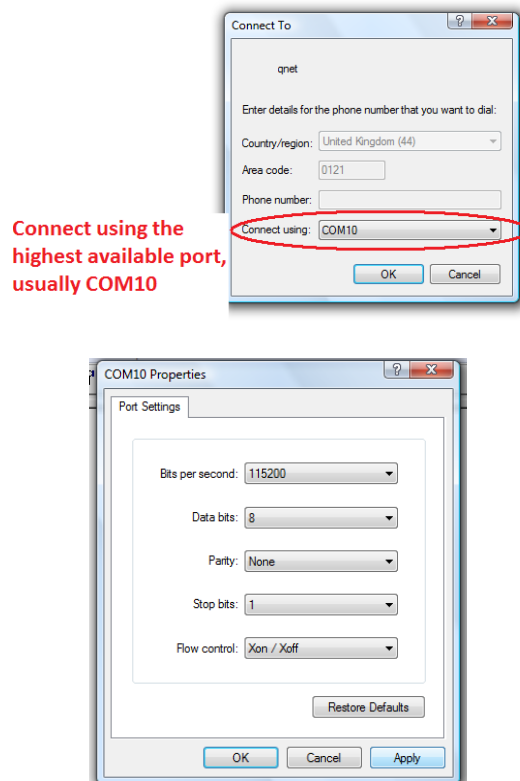 Connect To
qnet
Enter details for the phone number that you want to dial:
Country/region: United Kingdom (44)
Area code: 0121
Phone number:
Connect using: COM10
OK Cancel
Connect using the
highest available port,
usually COM10
COM10 Properties
Port Settings
Bits per second: 115200
Data bits: 8
Parity: None
Stop bits: 1
Flow control: Xon / Xoff
Restore Defaults
OK Cancel Apply